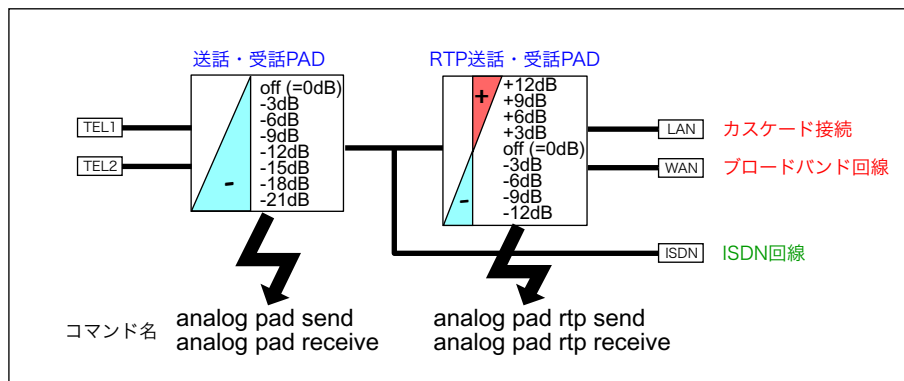 送話・受話PAD
off (=0dB)
-3dB
-6dB
-9dB
-12dB
-15dB
-18dB
-21dB
-
RTP送話・受話PAD
+12dB
+9dB
+6dB
+3dB
off (=0dB)
-3dB
-6dB
-9dB
-12dB
+
-
TEL1
TEL2
LAN
カスケード接続
WAN
ブロードバンド回線
ISDN
ISDN回線
コマンド名
analog pad send
analog pad receive
analog pad rtp send
analog pad rtp receive